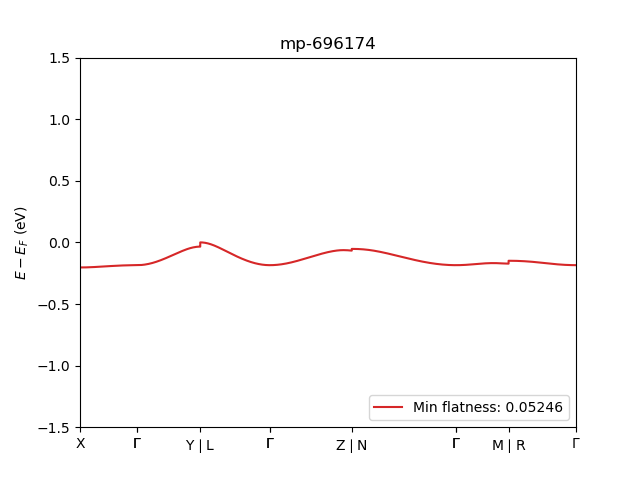 mp-696174
1.5
1.0
0.5
0.0
−0.5
−1.0
−1.5
E − E_F (eV)
Min flatness: 0.05246
X Γ Y | L Γ Z | N Γ M | R Γ